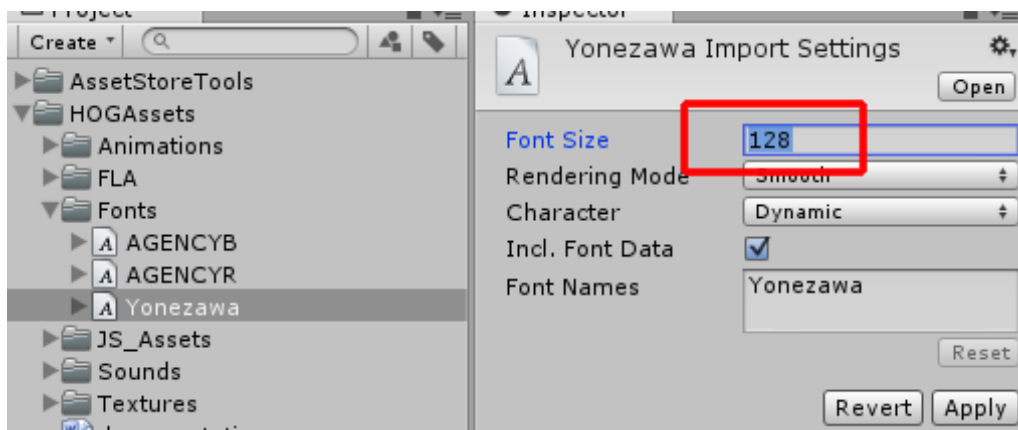 Project
Create
AssetStoreTools
HOGAssets
Animations
FLA
Fonts
A AGENCYB
A AGENCYR
A Yonezawa
JS_Assets
Sounds
Textures
Inspector
A
Yonezawa Import Settings
Open
Font Size 128
Rendering Mode Smooth
Character Dynamic
Incl. Font Data
Font Names Yonezawa
Reset
Revert Apply